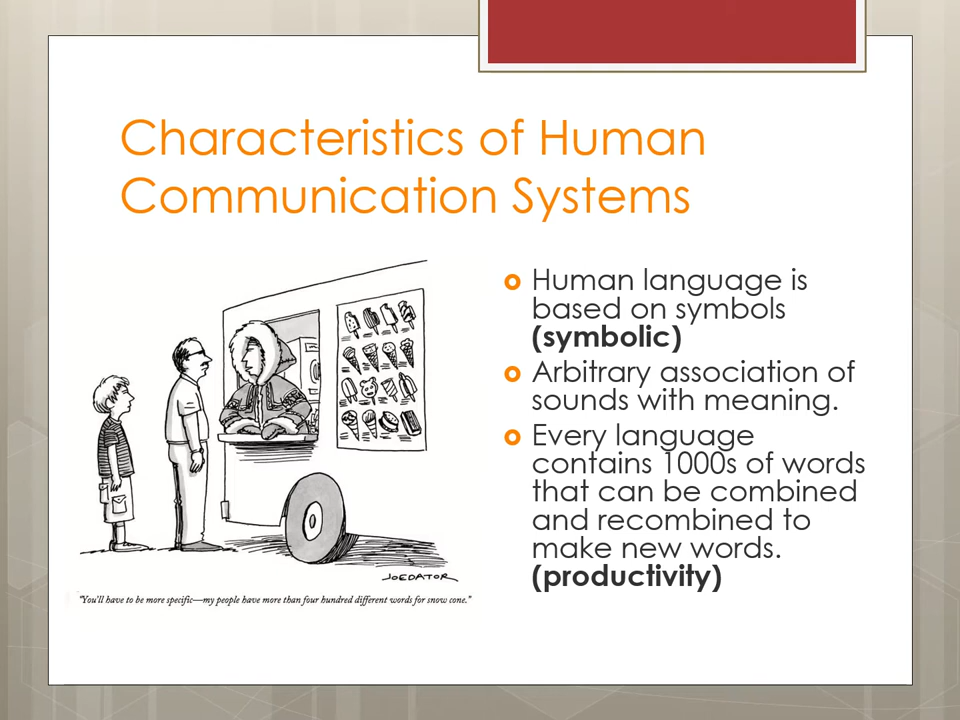 Characteristics of Human
Communication Systems
Human language is
based on symbols
(symbolic)
Arbitrary association of
sounds with meaning.
Every language
contains 1000s of words
that can be combined
and recombined to
make new words.
(productivity)
JOEDATOR
"You'll have to be more specific—my people have more than four hundred different words for snow cone."